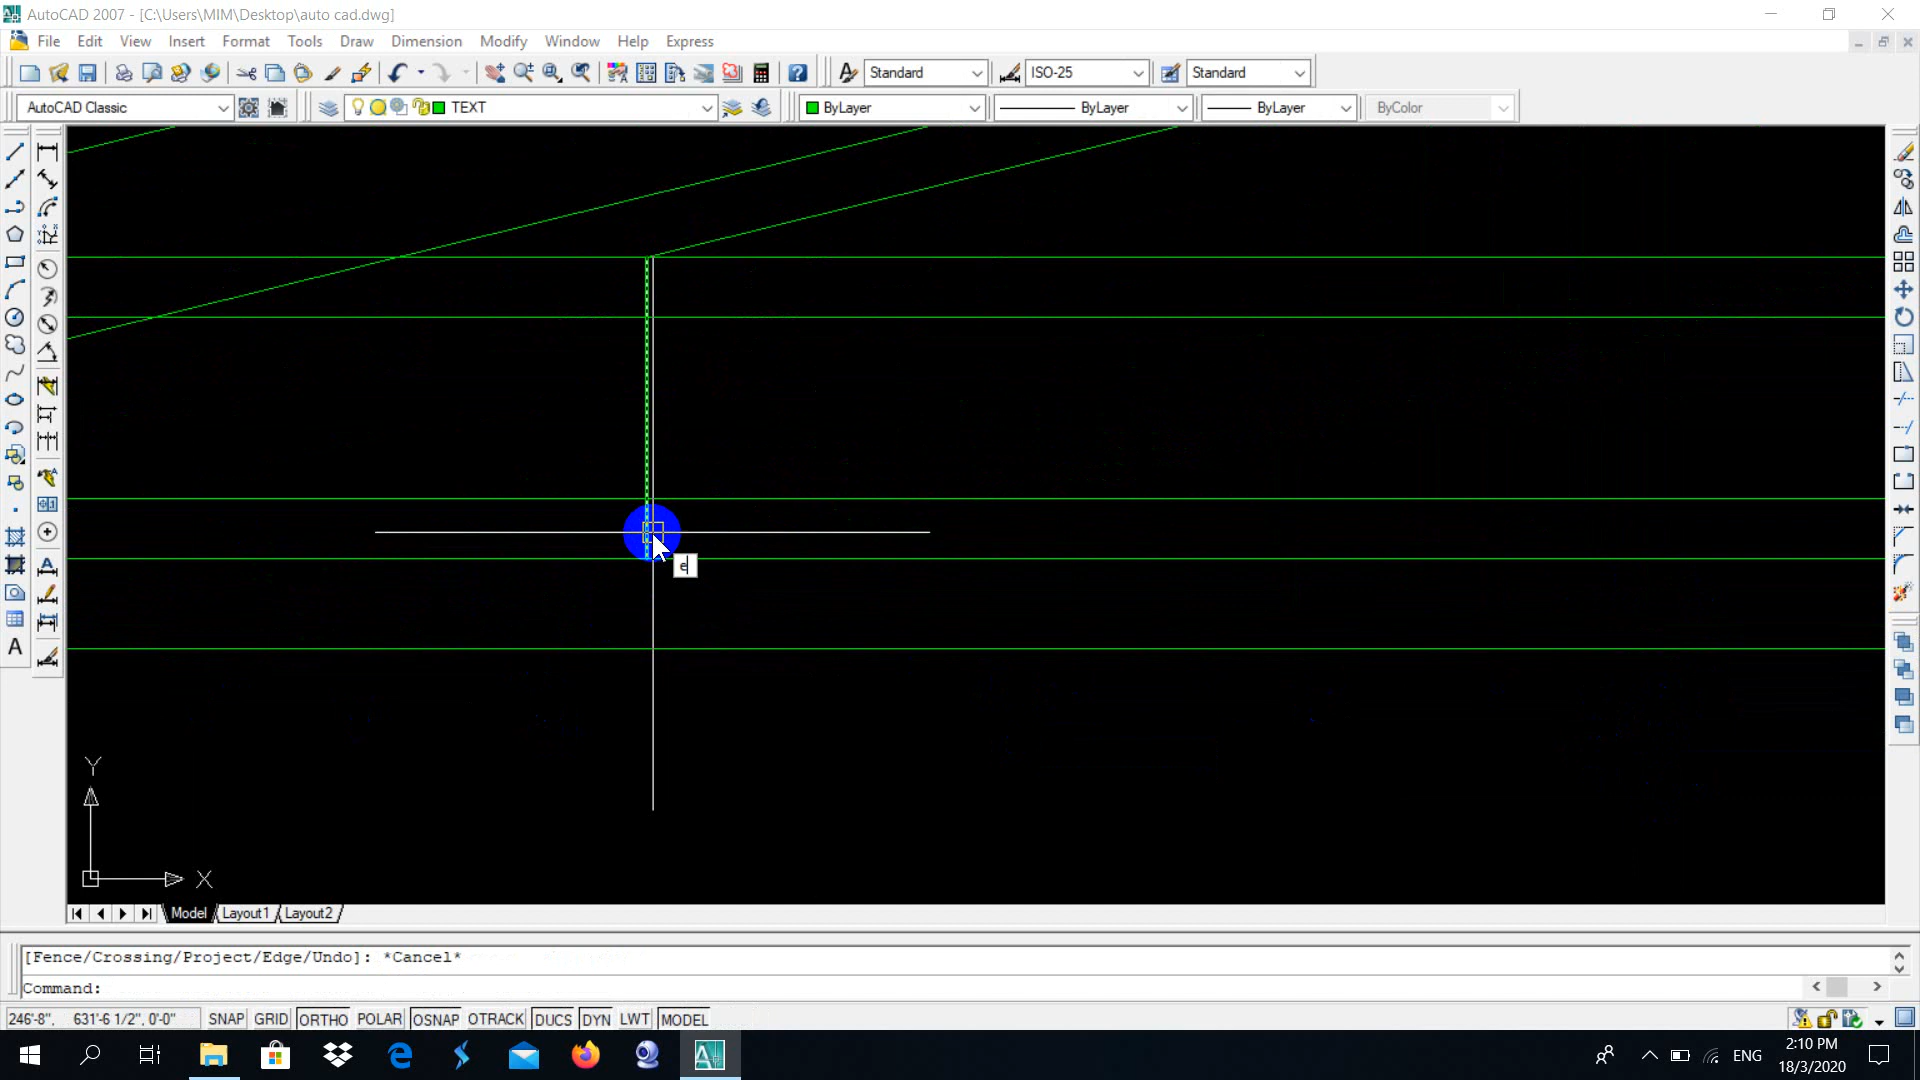 AutoCAD 2007 - [C:\Users\MIM\Desktop\auto cad.dwg]
File Edit View Insert Format Tools Draw Dimension Modify Window Help Express
Standard ISO-25 Standard
AutoCAD Classic TEXT ByLayer ByLayer ByLayer ByColor
e
Y
X
Model Layout1 Layout2
[Fence/Crossing/Project/Edge/Undo]: *Cancel*
Command:
246'-8", 631'-6 1/2", 0'-0" SNAP GRID ORTHO POLAR OSNAP OTRACK DUCS DYN LWT MODEL
ENG
2:10 PM
18/3/2020